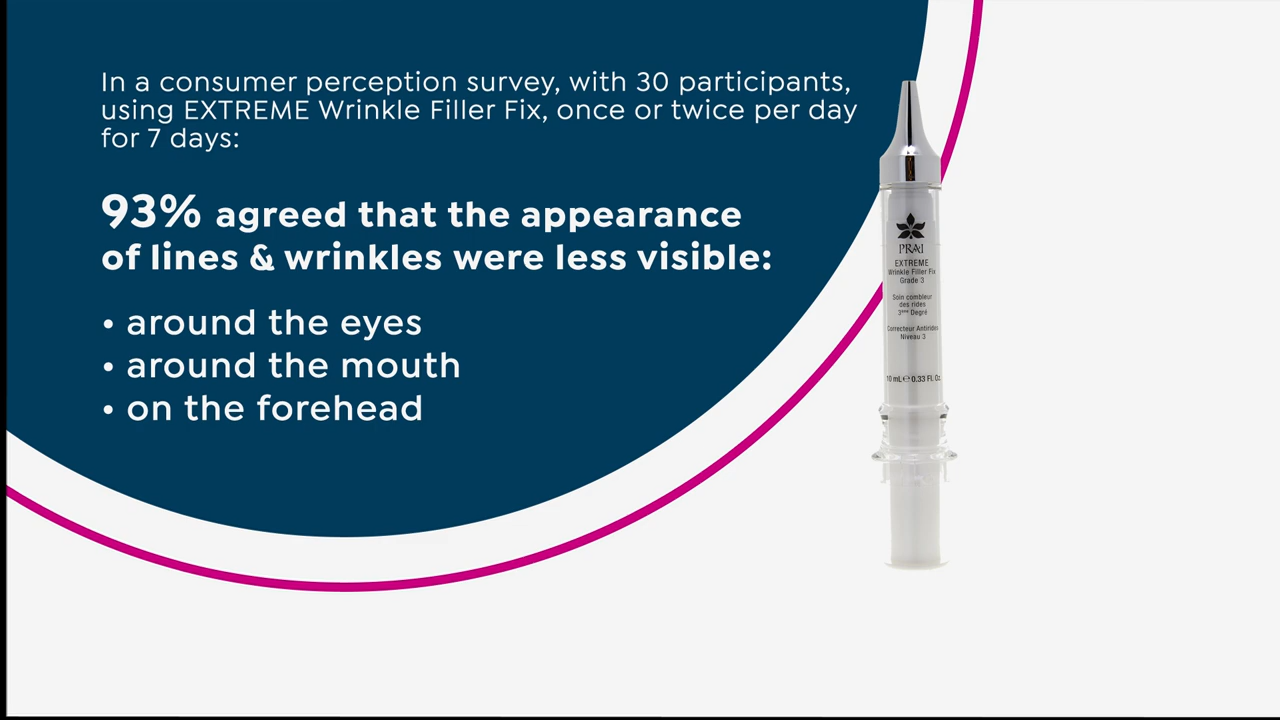 In a consumer perception survey, with 30 participants,
using EXTREME Wrinkle Filler Fix, once or twice per day
for 7 days:
93% agreed that the appearance
of lines & wrinkles were less visible:
• around the eyes
• around the mouth
• on the forehead
PRAI
EXTREME
Wrinkle Filler Fix
Grade 3
Soin combleur
des rides
3ème Degré
Correcteur Antirides
Niveau 3
10 mL ℮ 0.33 FL Oz